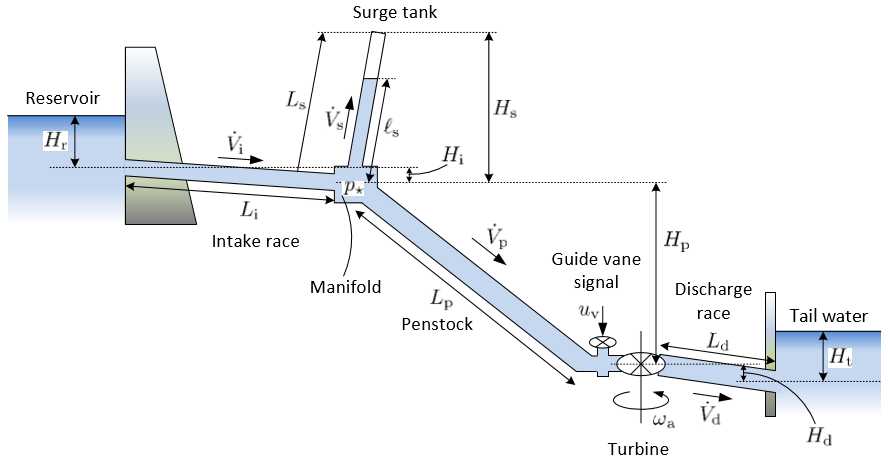 Surge tank
Reservoir
H_r
L_s
V̇_s
ℓ_s
H_s
V̇_i
H_i
p_⋆
L_i
Intake race
Manifold
V̇_p
H_p
L_p
Penstock
Guide vane
signal
u_v
Discharge
race
L_d
Tail water
H_t
V̇_d
H_d
ω_a
Turbine